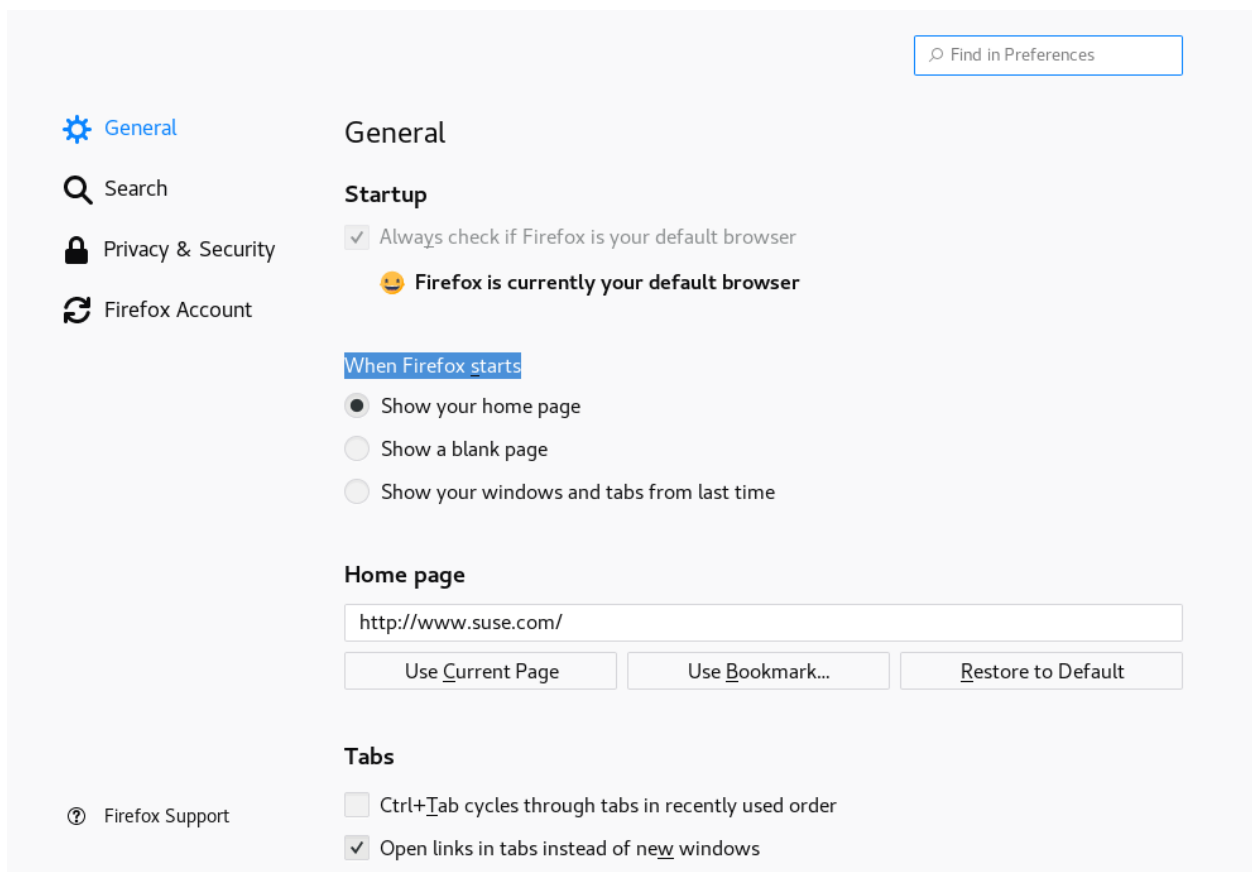 Find in Preferences
General
Search
Privacy & Security
Firefox Account
Firefox Support
General
Startup
Always check if Firefox is your default browser
Firefox is currently your default browser
When Firefox starts
Show your home page
Show a blank page
Show your windows and tabs from last time
Home page
http://www.suse.com/
Use Current Page
Use Bookmark...
Restore to Default
Tabs
Ctrl+Tab cycles through tabs in recently used order
Open links in tabs instead of new windows